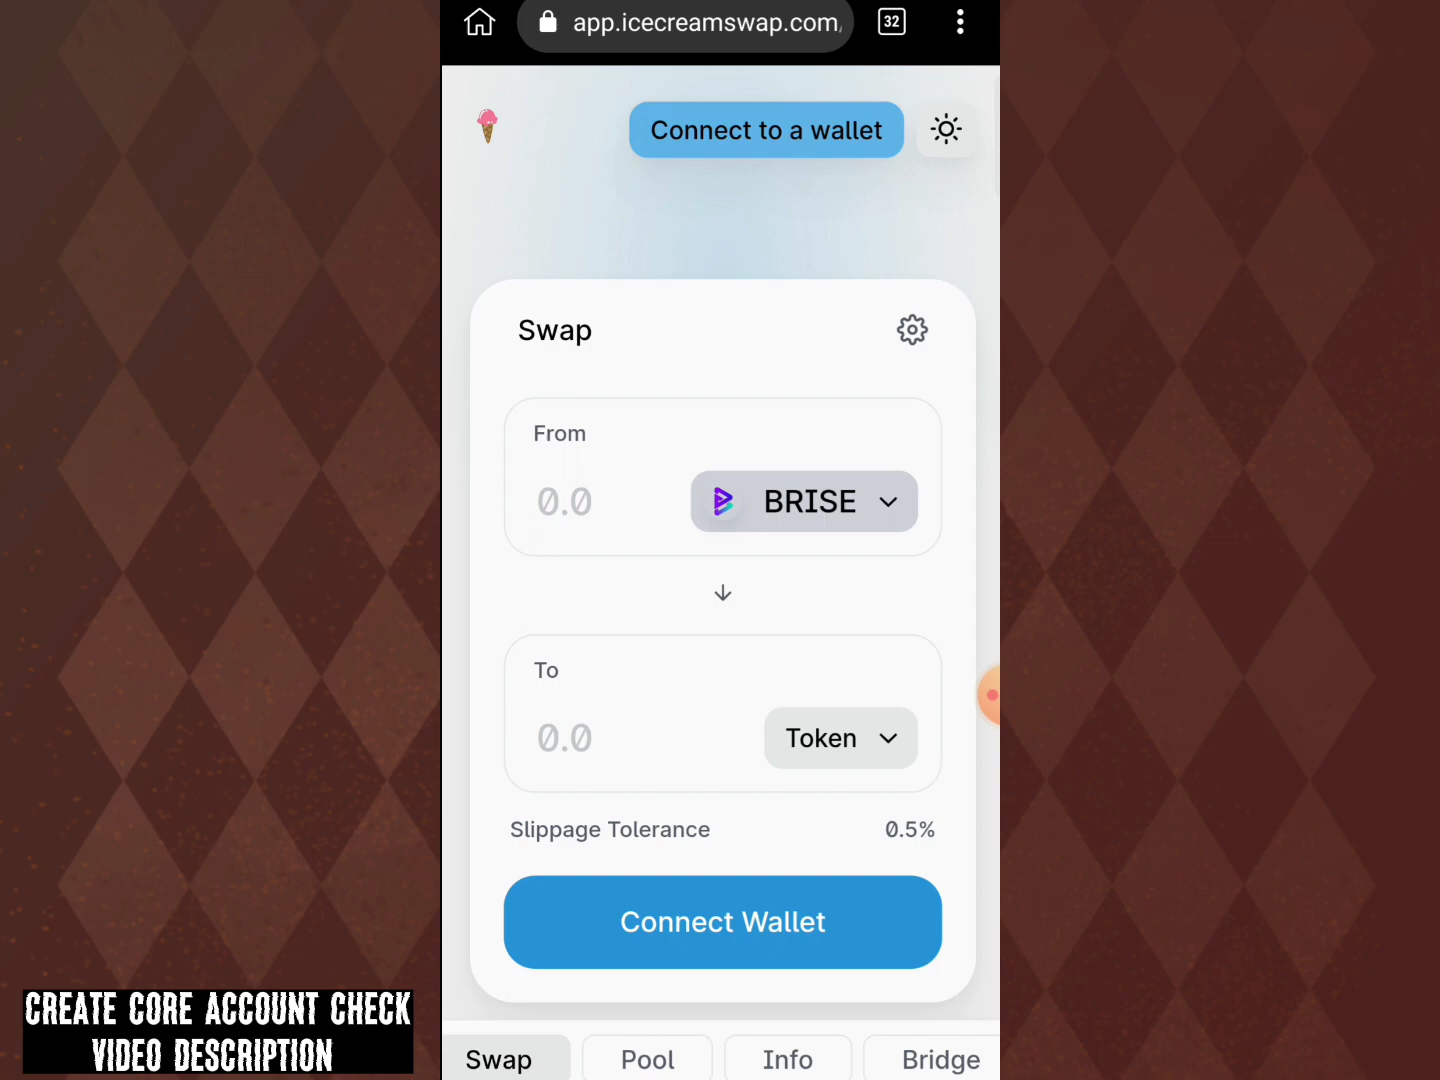 app.icecreamswap.com/
32
Connect to a wallet
Swap
From
0.0
BRISE
To
0.0
Token
Slippage Tolerance 0.5%
Connect Wallet
Swap Pool Info Bridge
CREATE CORE ACCOUNT CHECK
VIDEO DESCRIPTION